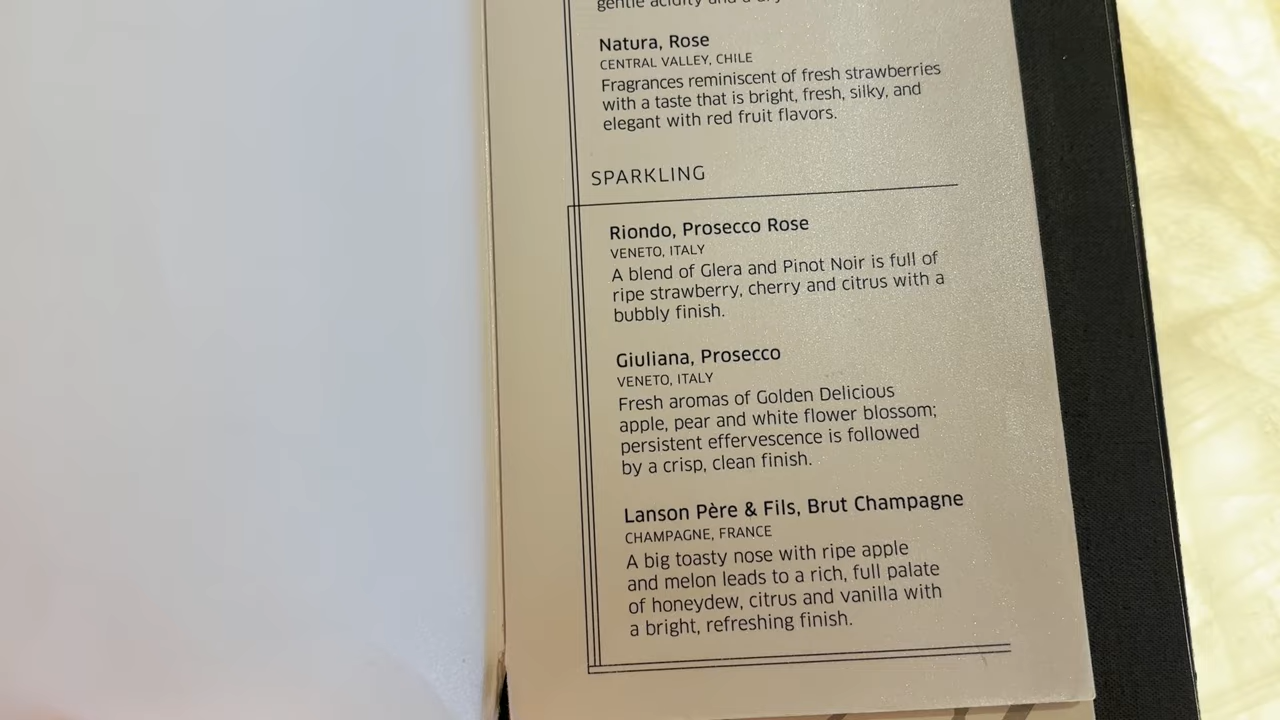 gentle acidity and a dry
Natura, Rose
CENTRAL VALLEY, CHILE
Fragrances reminiscent of fresh strawberries
with a taste that is bright, fresh, silky, and
elegant with red fruit flavors.
SPARKLING
Riondo, Prosecco Rose
VENETO, ITALY
A blend of Glera and Pinot Noir is full of
ripe strawberry, cherry and citrus with a
bubbly finish.
Giuliana, Prosecco
VENETO, ITALY
Fresh aromas of Golden Delicious
apple, pear and white flower blossom;
persistent effervescence is followed
by a crisp, clean finish.
Lanson Père & Fils, Brut Champagne
CHAMPAGNE, FRANCE
A big toasty nose with ripe apple
and melon leads to a rich, full palate
of honeydew, citrus and vanilla with
a bright, refreshing finish.